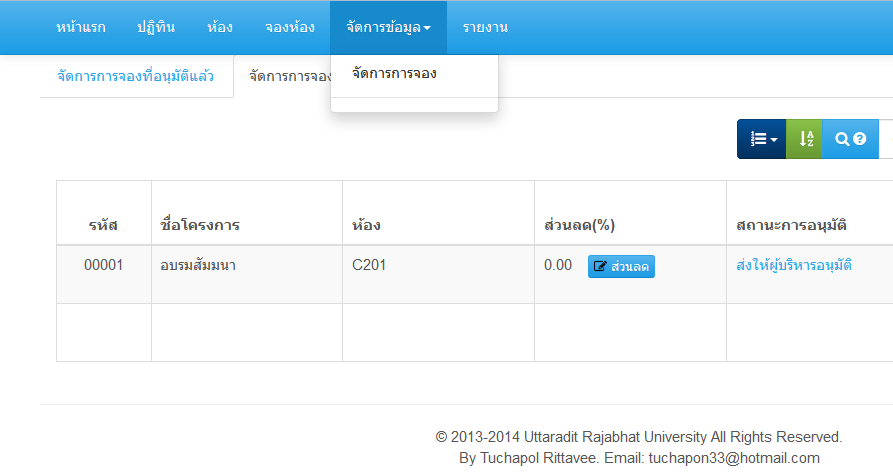 หน้าแรก ปฏิทิน ห้อง จองห้อง จัดการข้อมูล รายงาน
จัดการการจองที่อนุมัติแล้ว จัดการการจอง
จัดการการจอง
รหัส ชื่อโครงการ ห้อง ส่วนลด(%) สถานะการอนุมัติ
00001 อบรมสัมมนา C201 0.00 ส่วนลด ส่งให้ผู้บริหารอนุมัติ
© 2013-2014 Uttaradit Rajabhat University All Rights Reserved.
By Tuchapol Rittavee. Email: tuchapon33@hotmail.com